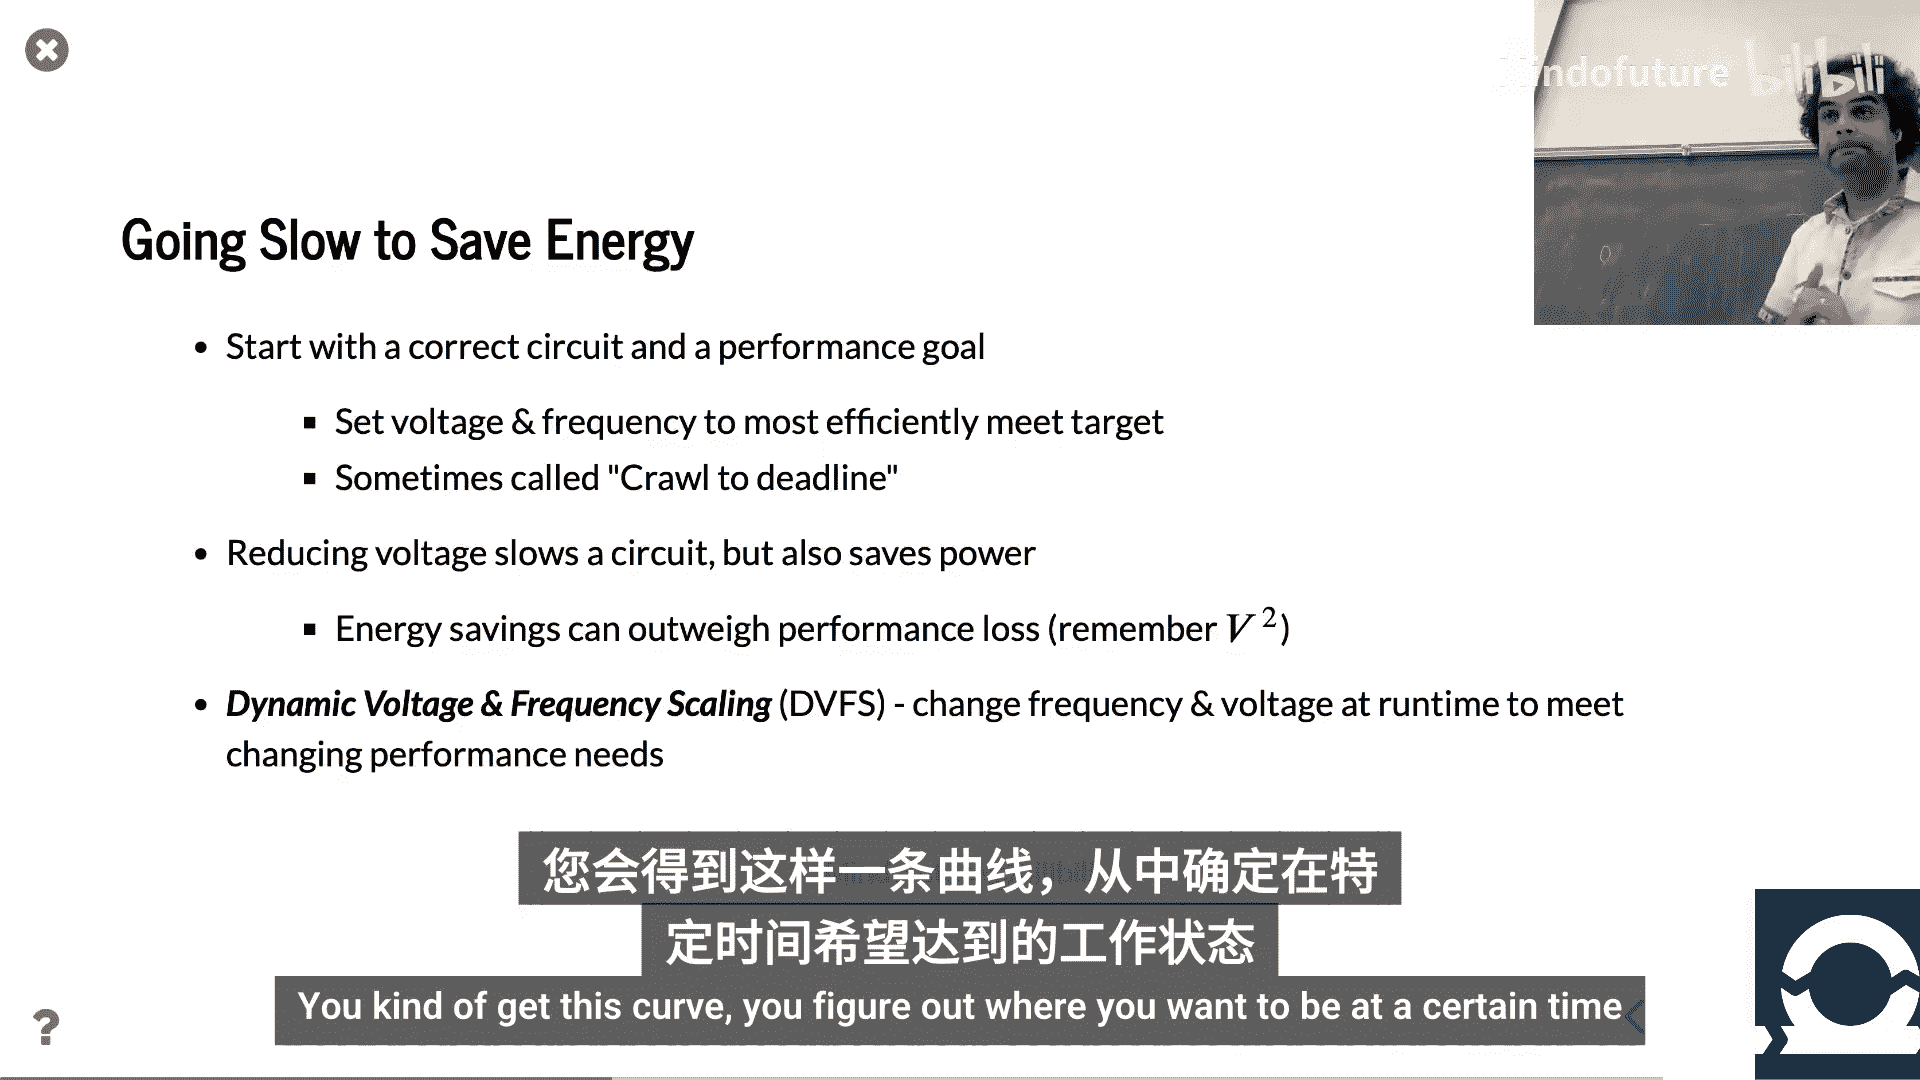 indofuture bilibili
Going Slow to Save Energy
Start with a correct circuit and a performance goal
Set voltage & frequency to most efficiently meet target
Sometimes called "Crawl to deadline"
Reducing voltage slows a circuit, but also saves power
Energy savings can outweigh performance loss (remember V²)
Dynamic Voltage & Frequency Scaling (DVFS) - change frequency & voltage at runtime to meet
changing performance needs
您会得到这样一条曲线，从中确定在特
定时间希望达到的工作状态
You kind of get this curve, you figure out where you want to be at a certain time
?